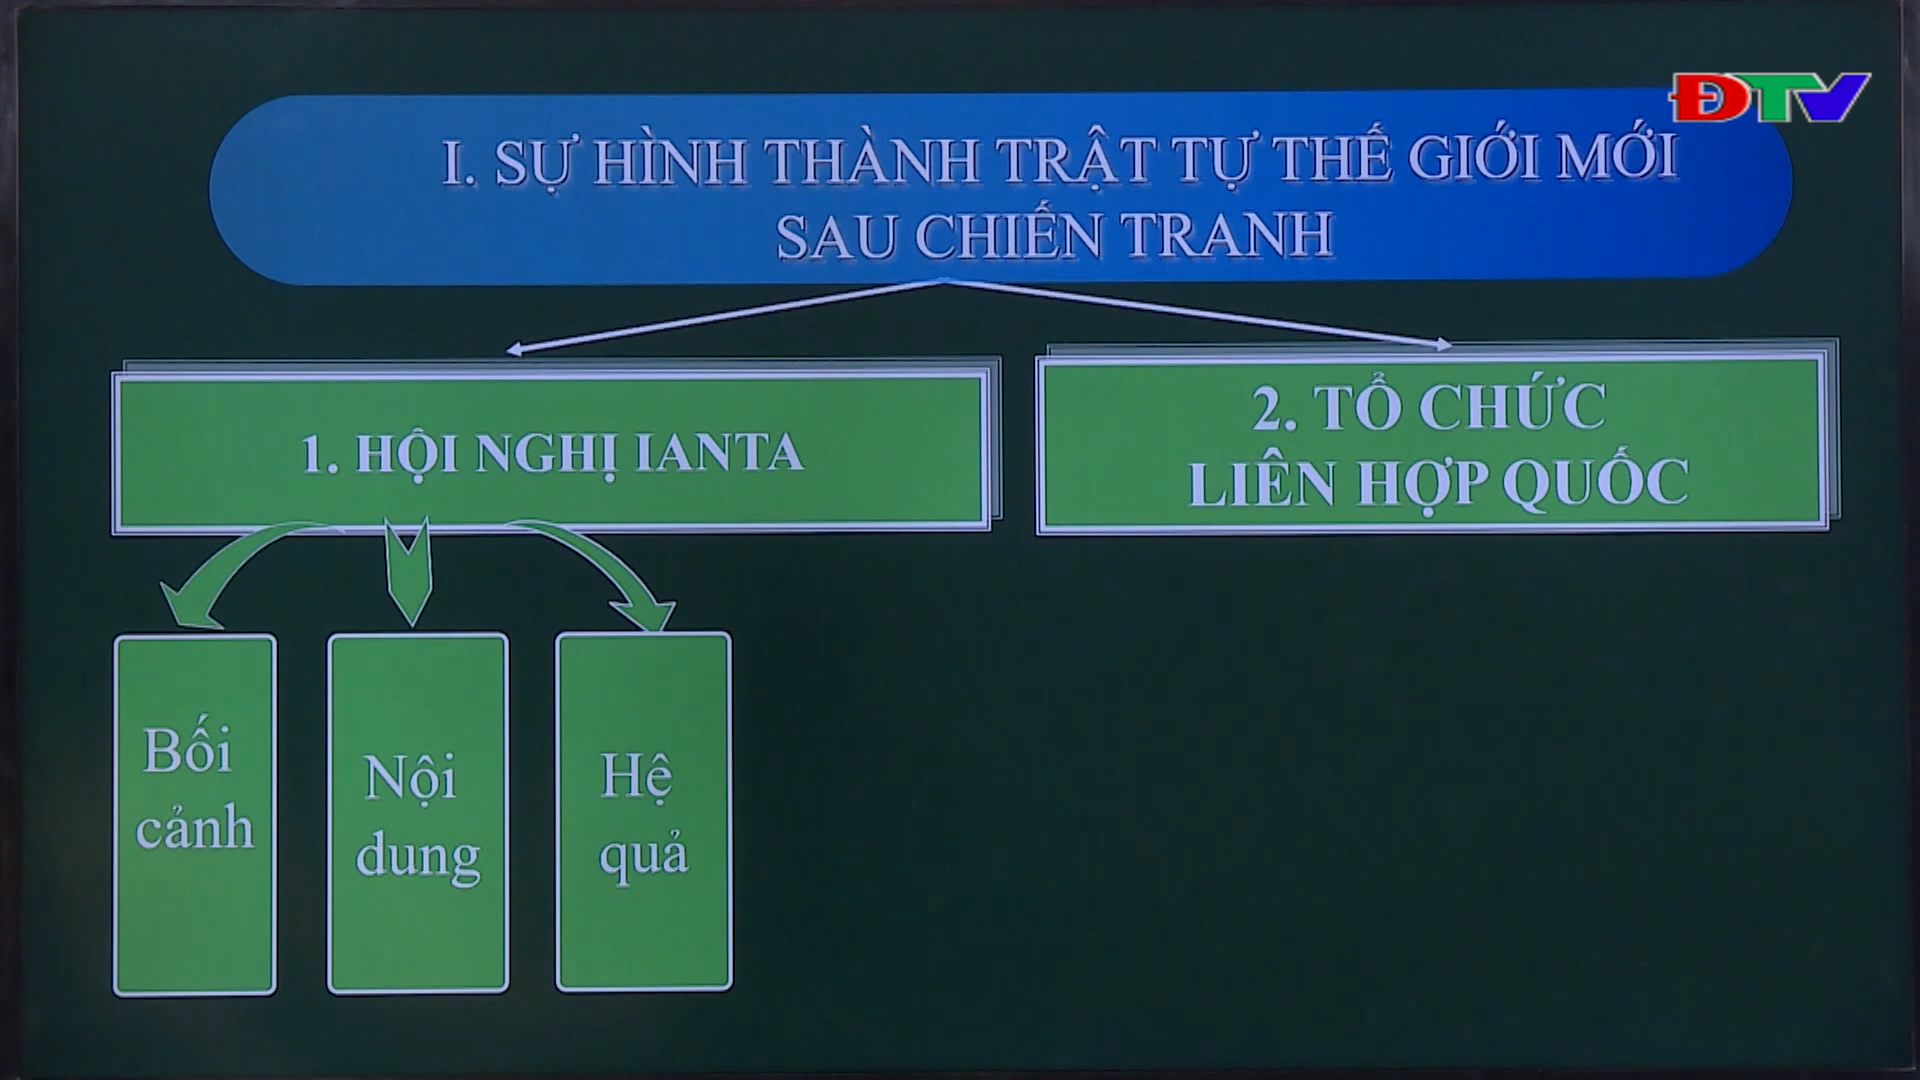 ĐTV
I. SỰ HÌNH THÀNH TRẬT TỰ THẾ GIỚI MỚI
SAU CHIẾN TRANH
1. HỘI NGHỊ IANTA
2. TỔ CHỨC
LIÊN HỢP QUỐC
Bối
cảnh
Nội
dung
Hệ
quả